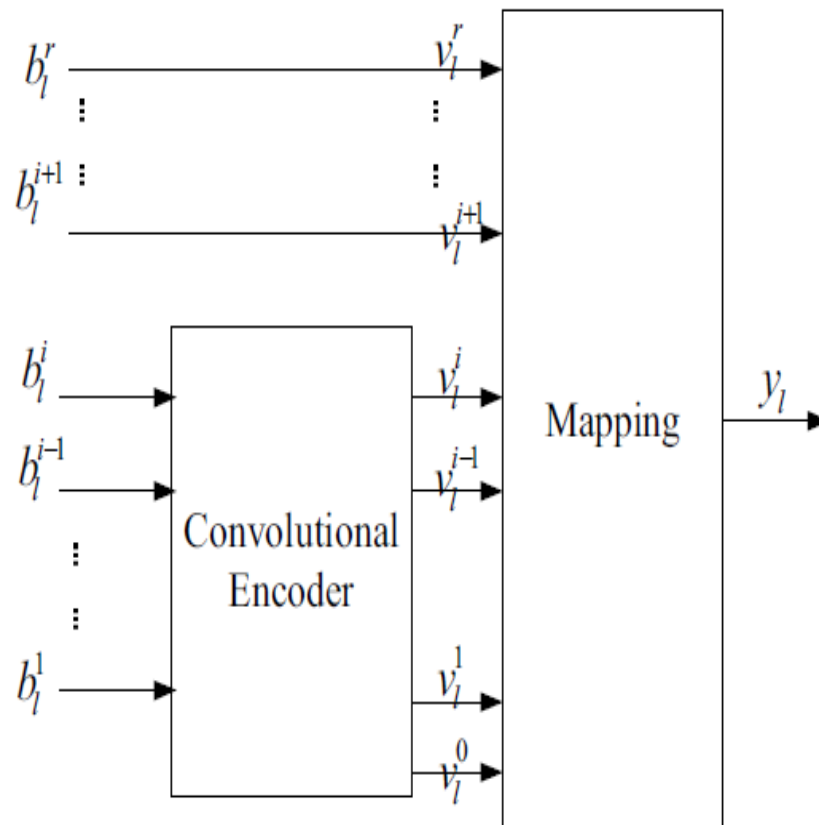 b_l^r v_l^r
b_l^{i+1} v_l^{i+1}
b_l^i v_l^i
b_l^{i-1} v_l^{i-1}
Mapping
y_l
Convolutional
Encoder
b_l^1 v_l^1
v_l^0